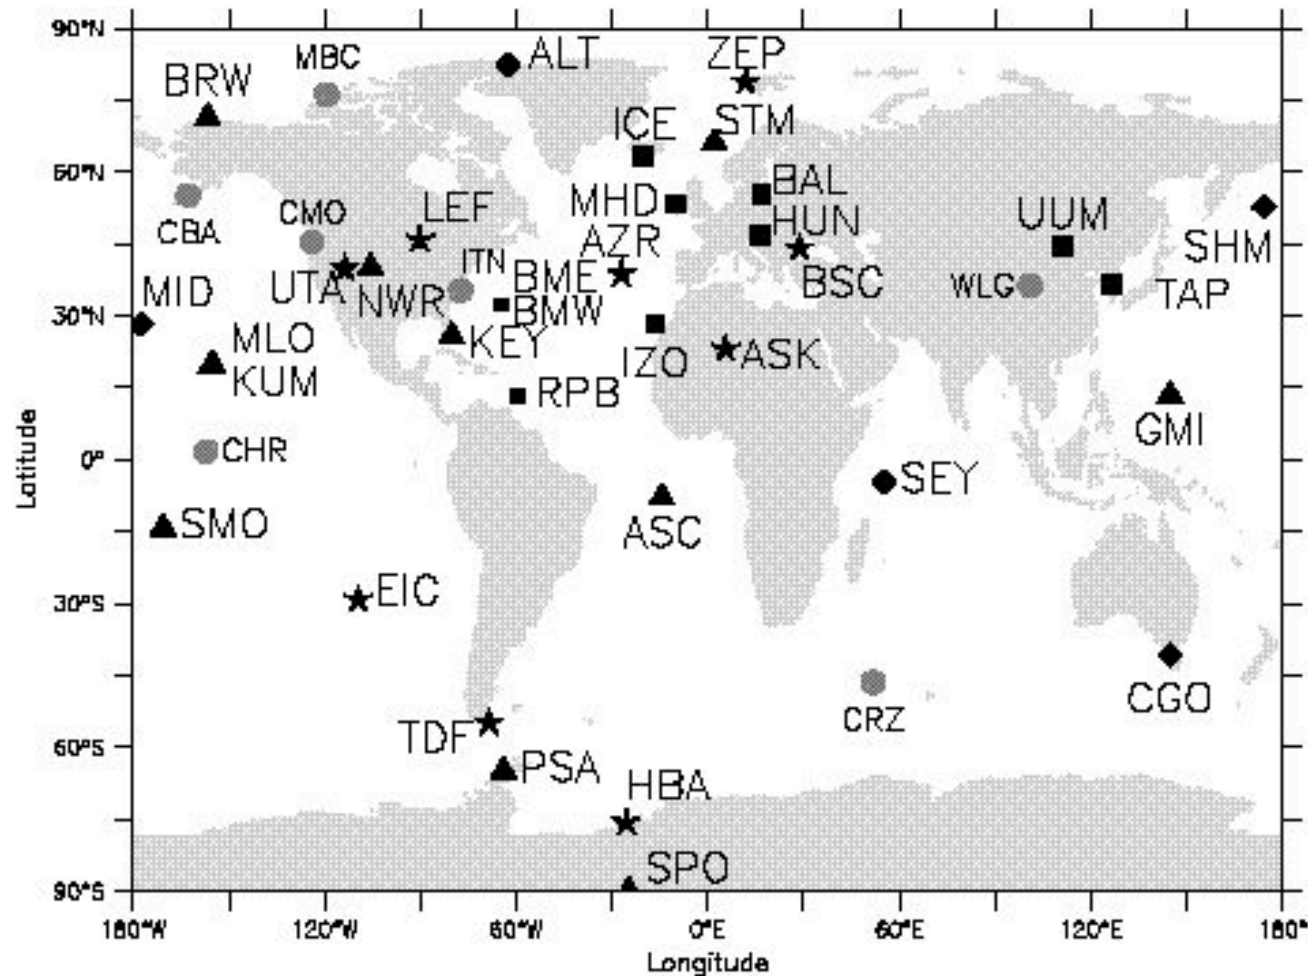 90°N
MBC
ALT
ZEP
BRW
ICE
STM
60°N
CBA
CMO
LEF
MHD
BAL
UUM
AZR
HUN
SHM
ITN
MID
UTA
NWR
BME
BMW
BSC
WLG
TAP
30°N
MLO
KUM
KEY
IZO
ASK
RPB
GMI
CHR
0°
SEY
SMO
ASC
EIC
30°S
CGO
CRZ
TDF
60°S
PSA
HBA
SPO
90°S
Latitude
180°W 120°W 60°W 0°E 60°E 120°E 180°
Longitude